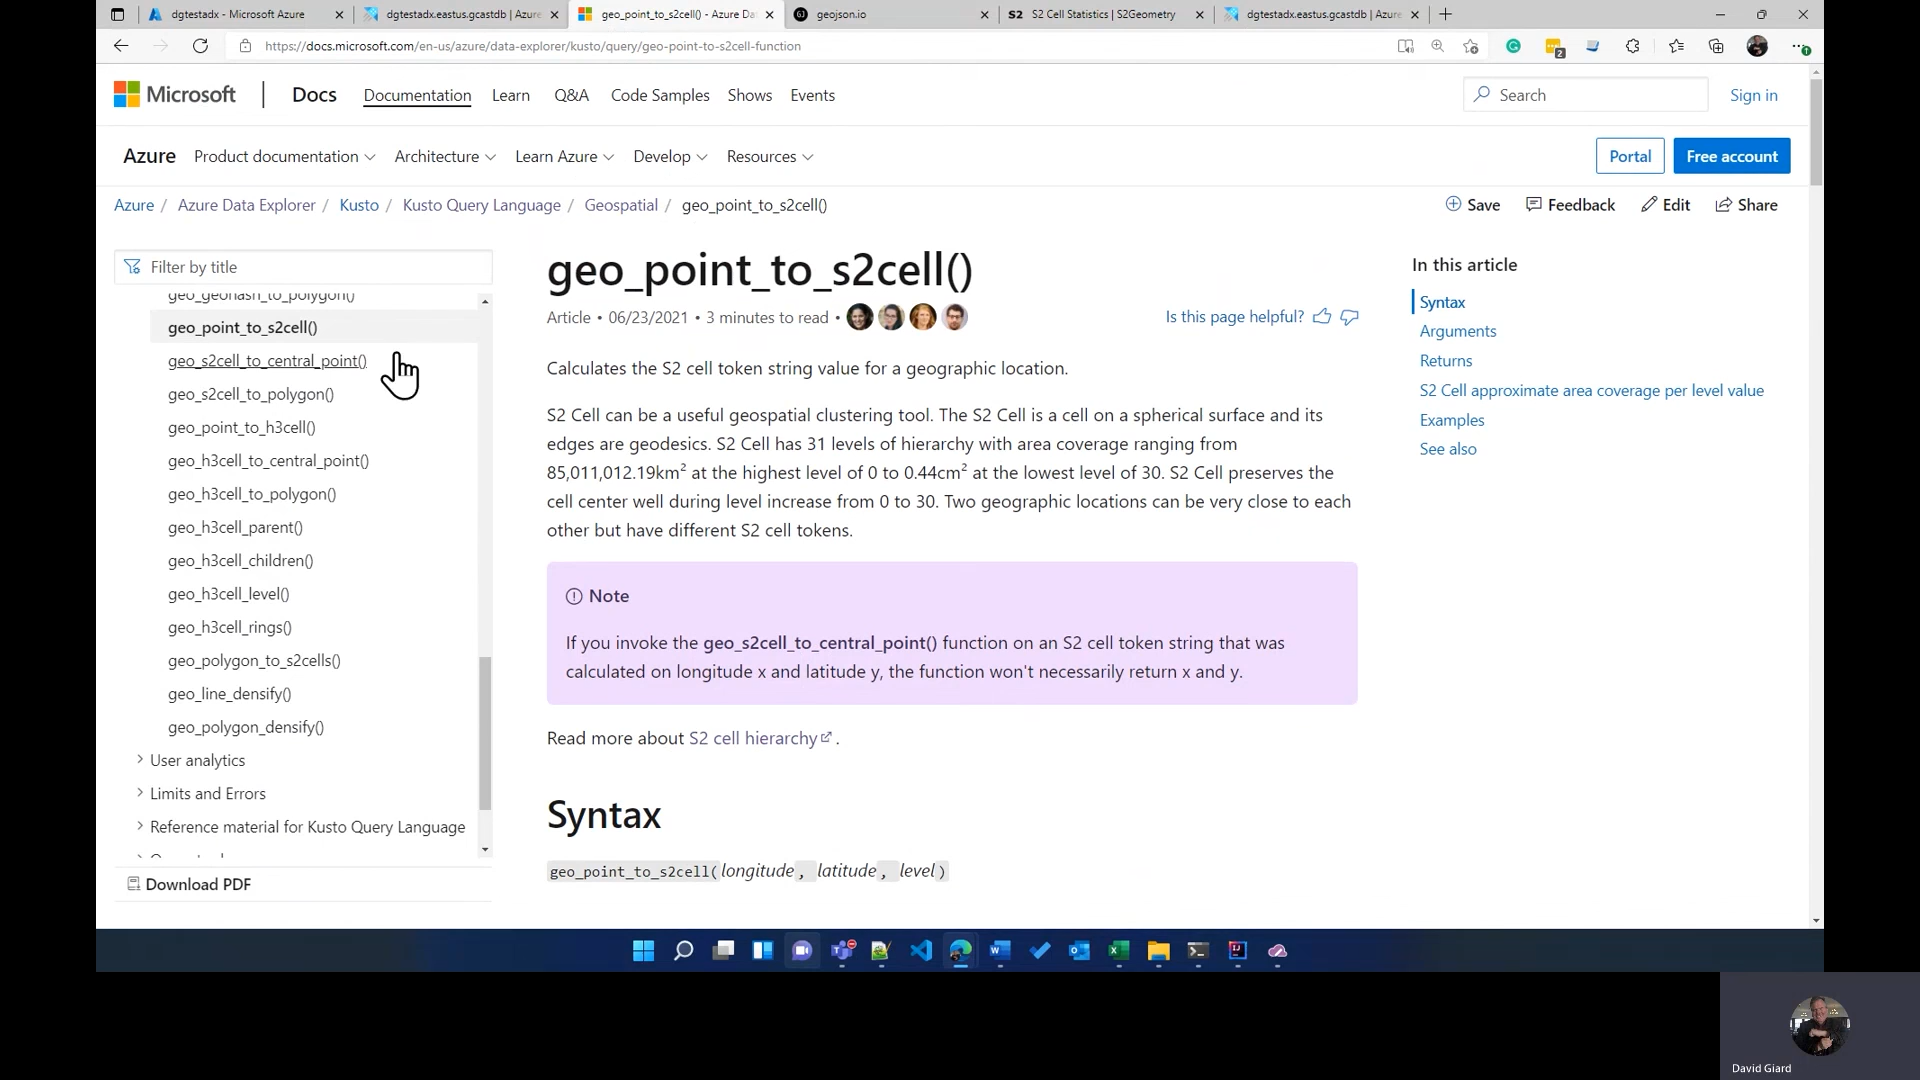 dgtestadx - Microsoft Azure
dgtestadx.eastus.gcastdb | Azure
geo_point_to_s2cell() - Azure Da
geojson.io
S2 Cell Statistics | S2Geometry
dgtestadx.eastus.gcastdb | Azure
https://docs.microsoft.com/en-us/azure/data-explorer/kusto/query/geo-point-to-s2cell-function
Microsoft
Docs
Documentation
Learn
Q&A
Code Samples
Shows
Events
Search
Sign in
Azure
Product documentation
Architecture
Learn Azure
Develop
Resources
Portal
Free account
Azure / Azure Data Explorer / Kusto / Kusto Query Language / Geospatial / geo_point_to_s2cell()
Save
Feedback
Edit
Share
Filter by title
geo_geohash_to_polygon()
geo_point_to_s2cell()
geo_s2cell_to_central_point()
geo_s2cell_to_polygon()
geo_point_to_h3cell()
geo_h3cell_to_central_point()
geo_h3cell_to_polygon()
geo_h3cell_parent()
geo_h3cell_children()
geo_h3cell_level()
geo_h3cell_rings()
geo_polygon_to_s2cells()
geo_line_densify()
geo_polygon_densify()
User analytics
Limits and Errors
Reference material for Kusto Query Language
Download PDF
geo_point_to_s2cell()
Article • 06/23/2021 • 3 minutes to read •
Is this page helpful?
Calculates the S2 cell token string value for a geographic location.
S2 Cell can be a useful geospatial clustering tool. The S2 Cell is a cell on a spherical surface and its
edges are geodesics. S2 Cell has 31 levels of hierarchy with area coverage ranging from
85,011,012.19km² at the highest level of 0 to 0.44cm² at the lowest level of 30. S2 Cell preserves the
cell center well during level increase from 0 to 30. Two geographic locations can be very close to each
other but have different S2 cell tokens.
Note
If you invoke the geo_s2cell_to_central_point() function on an S2 cell token string that was
calculated on longitude x and latitude y, the function won't necessarily return x and y.
Read more about S2 cell hierarchy .
Syntax
geo_point_to_s2cell(longitude, latitude, level)
In this article
Syntax
Arguments
Returns
S2 Cell approximate area coverage per level value
Examples
See also
David Giard